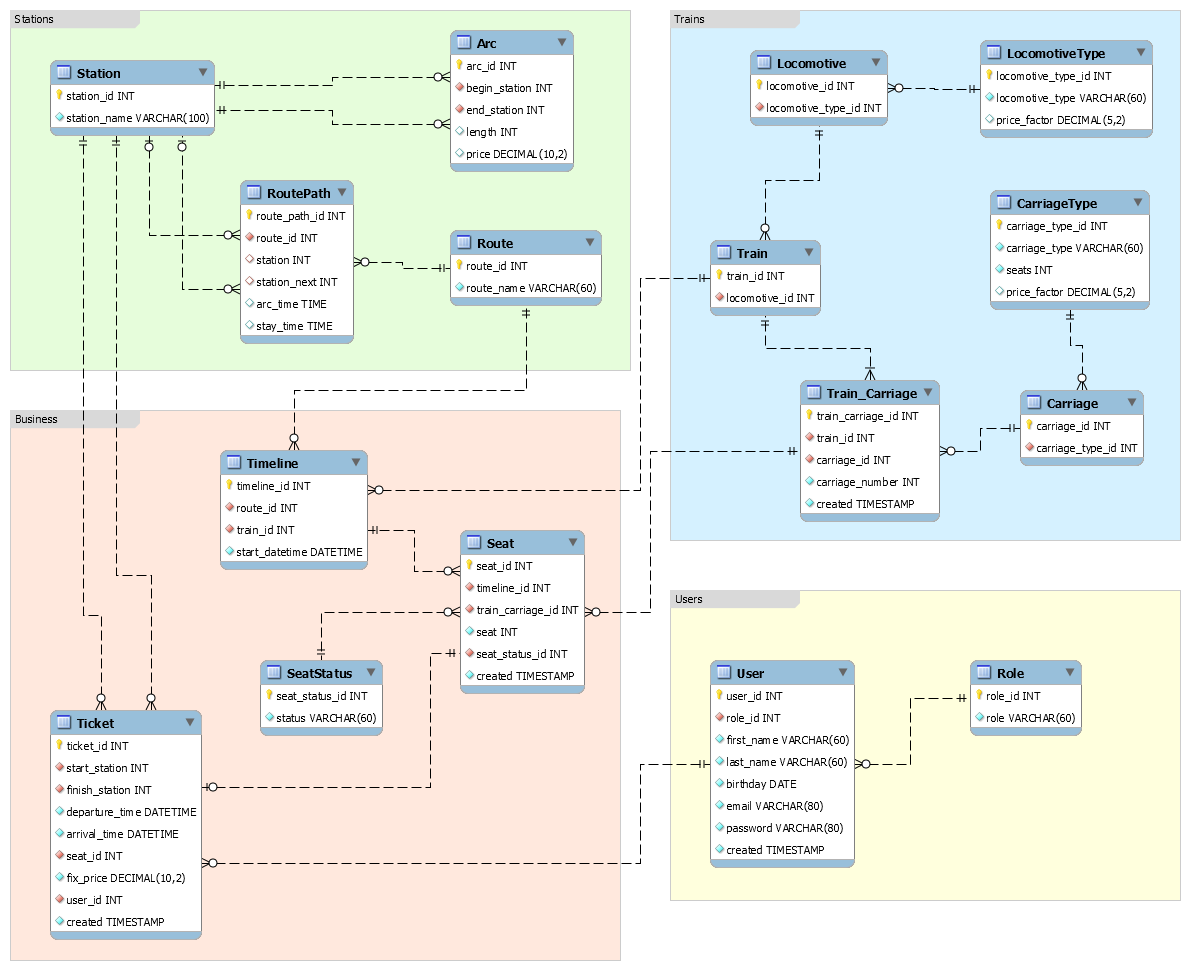 Stations
Station
station_id INT
station_name VARCHAR(100)
Arc
arc_id INT
begin_station INT
end_station INT
length INT
price DECIMAL(10,2)
RoutePath
route_path_id INT
route_id INT
station INT
station_next INT
arc_time TIME
stay_time TIME
Route
route_id INT
route_name VARCHAR(60)
Trains
Locomotive
locomotive_id INT
locomotive_type_id INT
LocomotiveType
locomotive_type_id INT
locomotive_type VARCHAR(60)
price_factor DECIMAL(5,2)
CarriageType
carriage_type_id INT
carriage_type VARCHAR(60)
seats INT
price_factor DECIMAL(5,2)
Train
train_id INT
locomotive_id INT
Train_Carriage
train_carriage_id INT
train_id INT
carriage_id INT
carriage_number INT
created TIMESTAMP
Carriage
carriage_id INT
carriage_type_id INT
Business
Timeline
timeline_id INT
route_id INT
train_id INT
start_datetime DATETIME
Seat
seat_id INT
timeline_id INT
train_carriage_id INT
seat INT
seat_status_id INT
created TIMESTAMP
SeatStatus
seat_status_id INT
status VARCHAR(60)
Ticket
ticket_id INT
start_station INT
finish_station INT
departure_time DATETIME
arrival_time DATETIME
seat_id INT
fix_price DECIMAL(10,2)
user_id INT
created TIMESTAMP
Users
User
user_id INT
role_id INT
first_name VARCHAR(60)
last_name VARCHAR(60)
birthday DATE
email VARCHAR(80)
password VARCHAR(80)
created TIMESTAMP
Role
role_id INT
role VARCHAR(60)